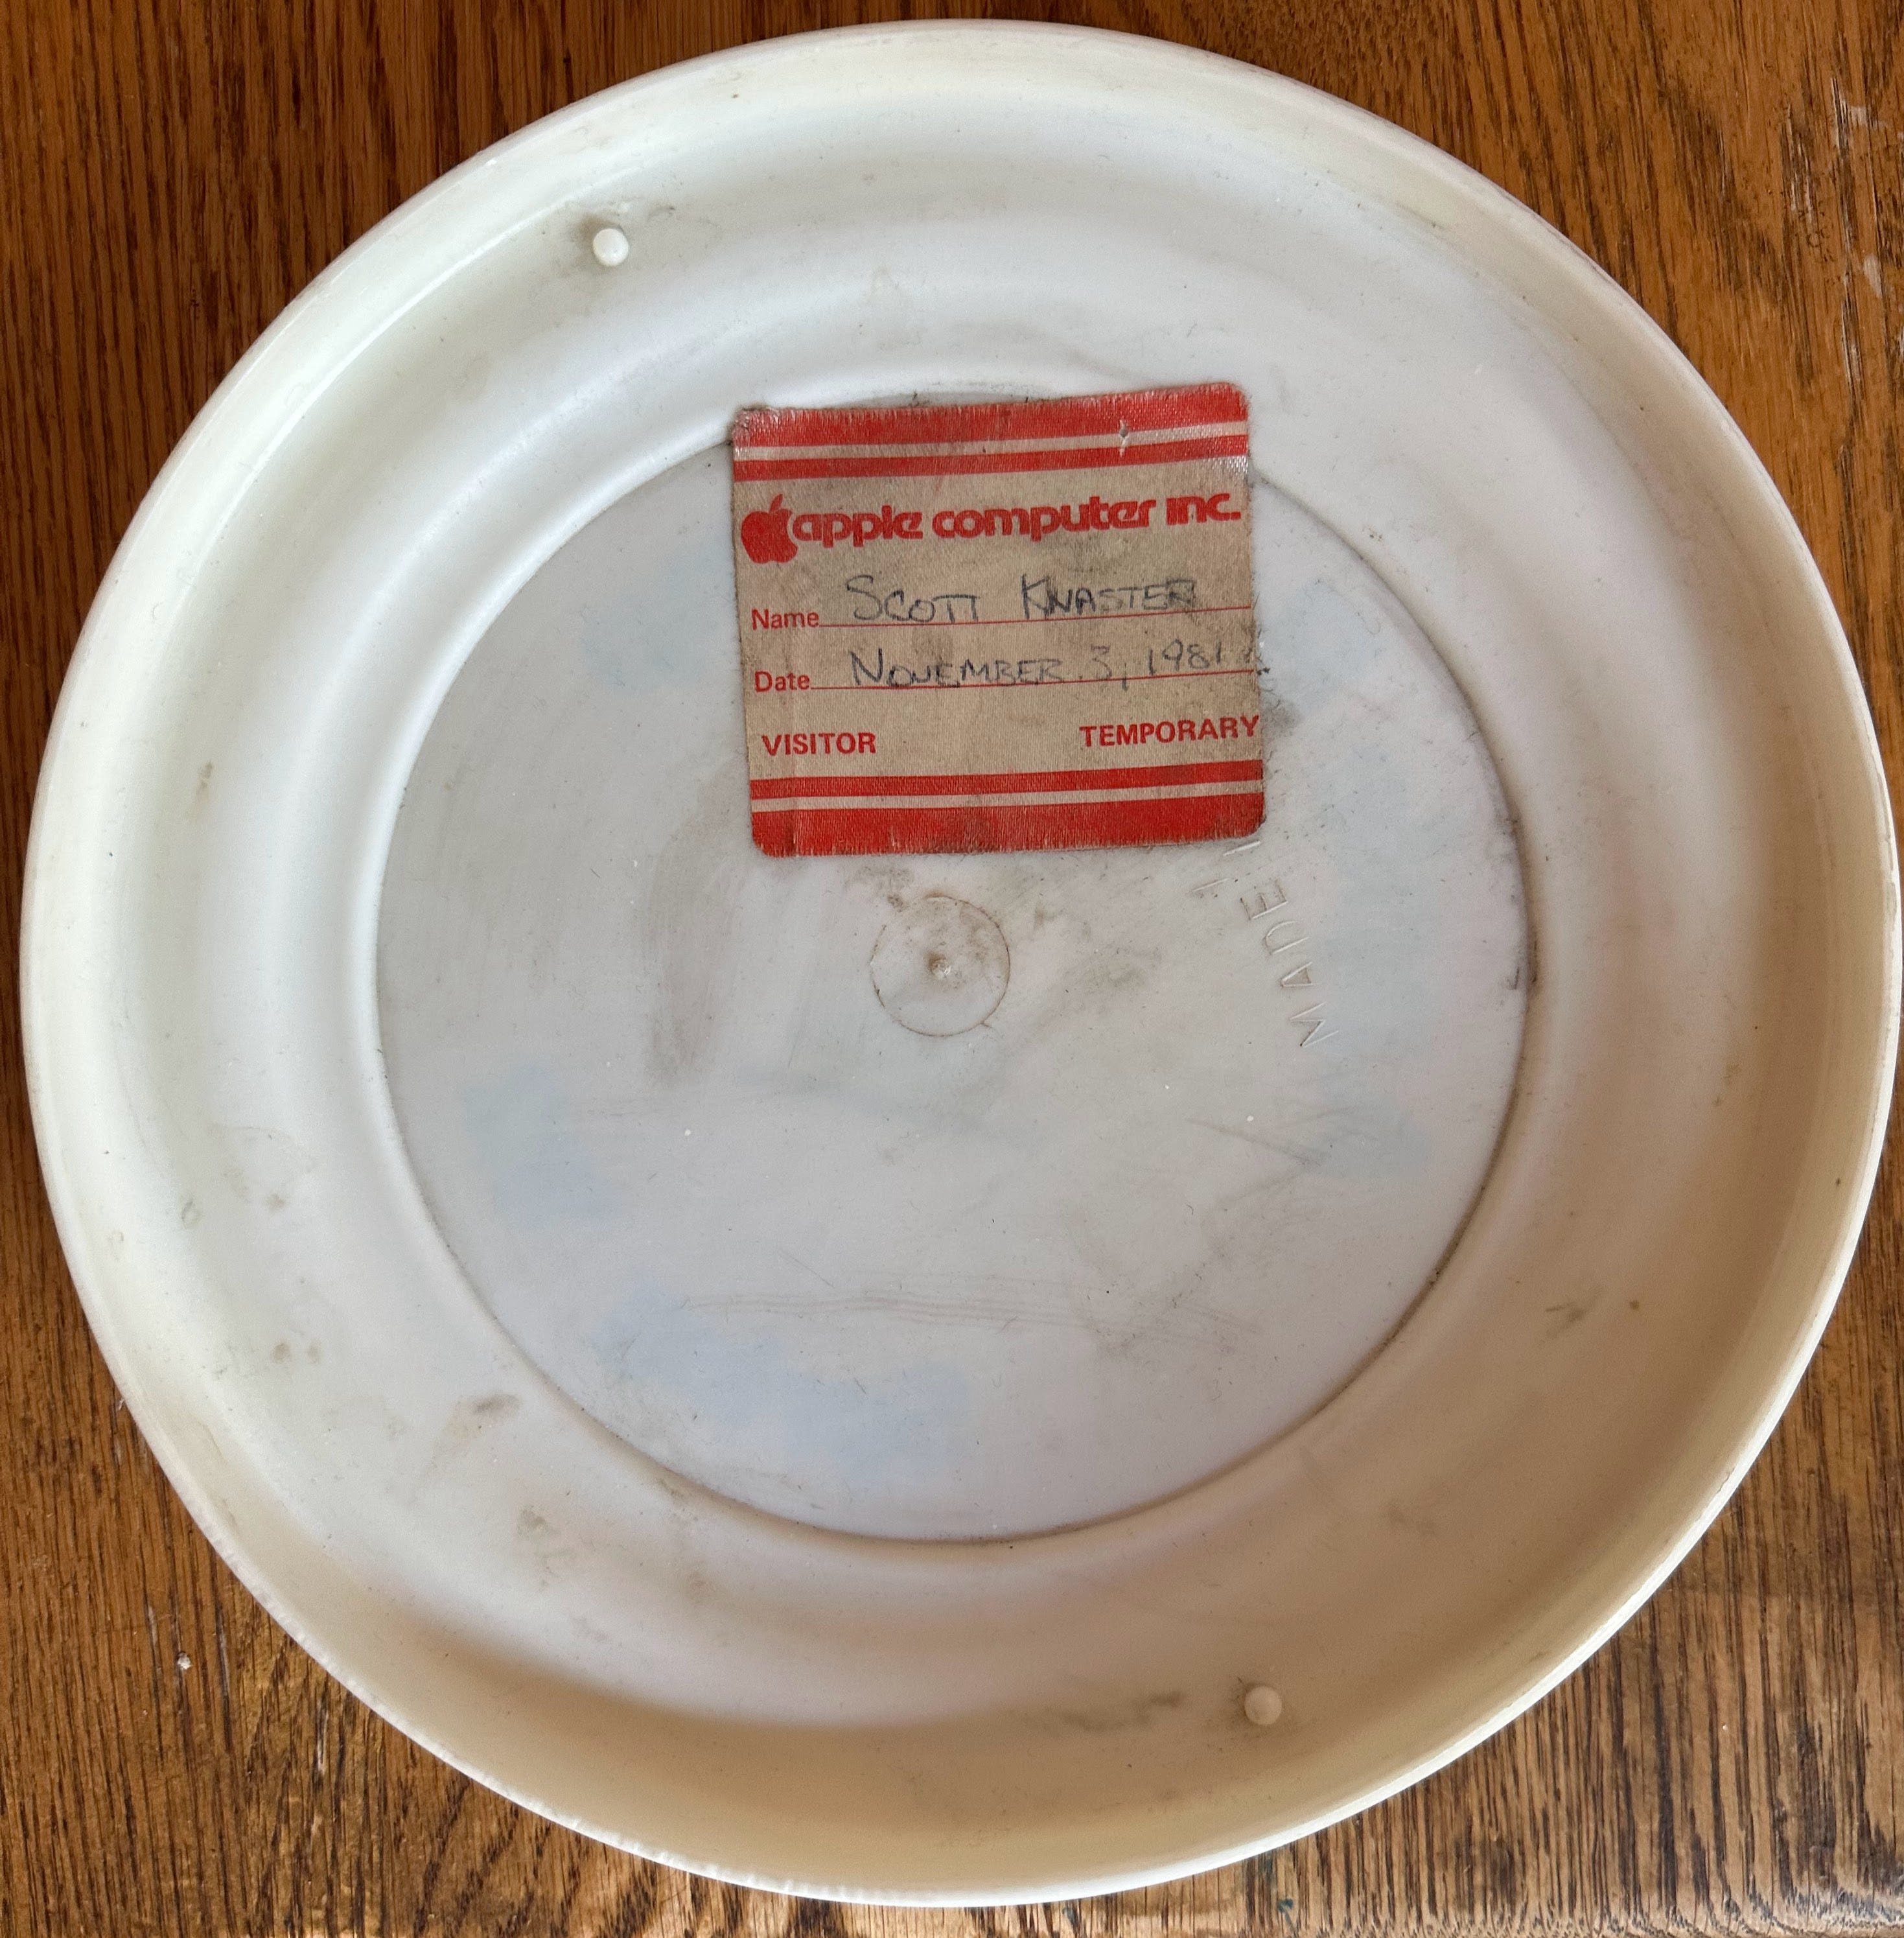 apple computer inc.
Name SCOTT KNASTER
Date NOVEMBER 3, 1981
VISITOR TEMPORARY
MADE